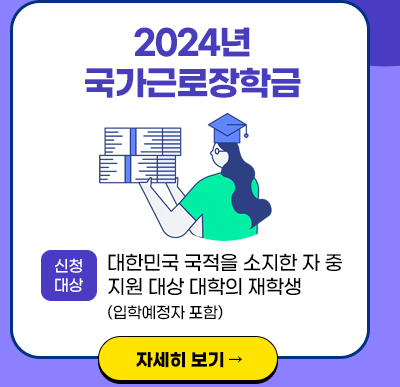 2024년
국가근로장학금
신청
대상
대한민국 국적을 소지한 자 중
지원 대상 대학의 재학생
(입학예정자 포함)
자세히 보기 →